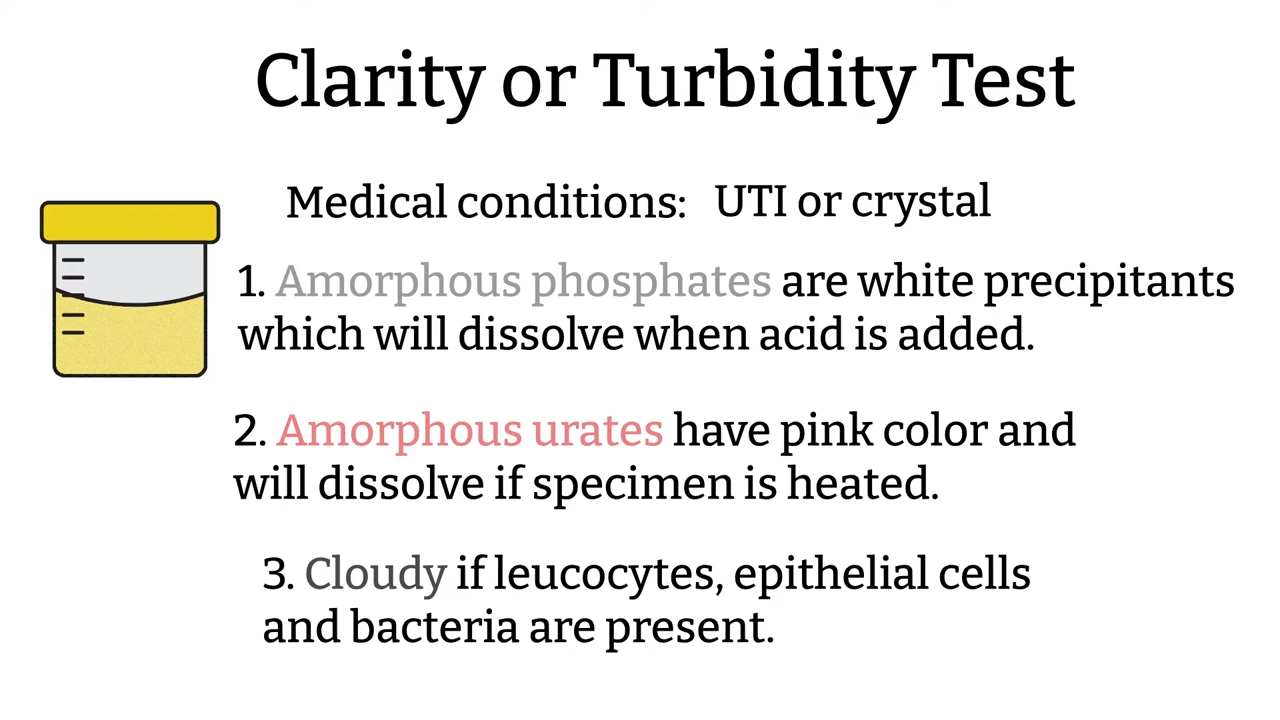 Clarity or Turbidity Test
Medical conditions: UTI or crystal
1. Amorphous phosphates are white precipitants
which will dissolve when acid is added.
2. Amorphous urates have pink color and
will dissolve if specimen is heated.
3. Cloudy if leucocytes, epithelial cells
and bacteria are present.